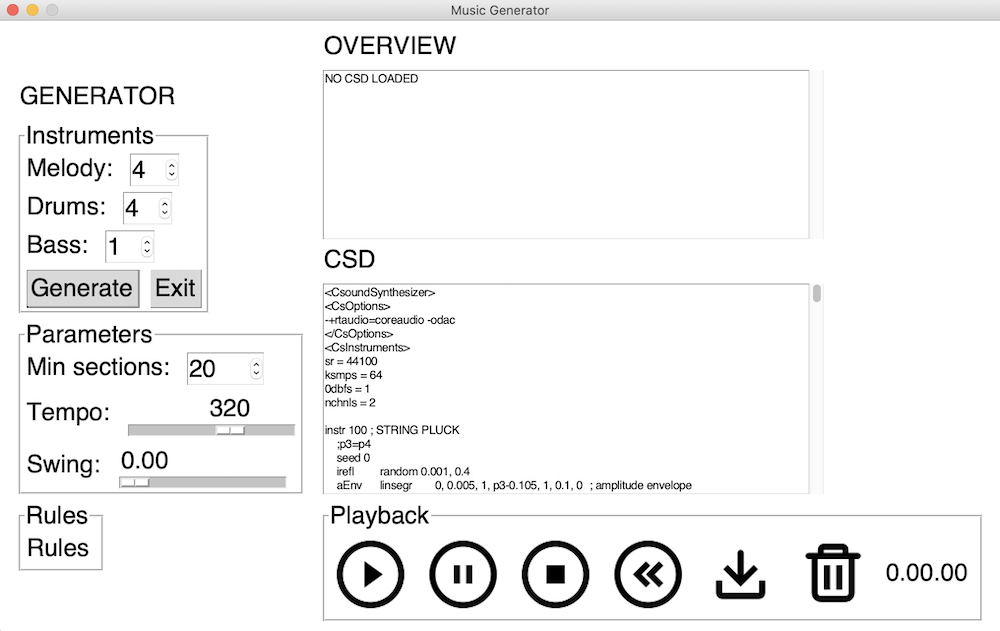 Music Generator
GENERATOR
Instruments
Melody: 4
Drums: 4
Bass: 1
Generate Exit
Parameters
Min sections: 20
Tempo: 320
Swing: 0.00
Rules
Rules
OVERVIEW
NO CSD LOADED
CSD
<CsoundSynthesizer>
<CsOptions>
-+rtaudio=coreaudio -odac
</CsOptions>
<CsInstruments>
sr = 44100
ksmps = 64
0dbfs = 1
nchnls = 2
instr 100 ; STRING PLUCK
;p3=p4
seed 0
irefl random 0.001, 0.4
aEnv linsegr 0, 0.005, 1, p3-0.105, 1, 0.1, 0 ; amplitude envelope
Playback
0.00.00